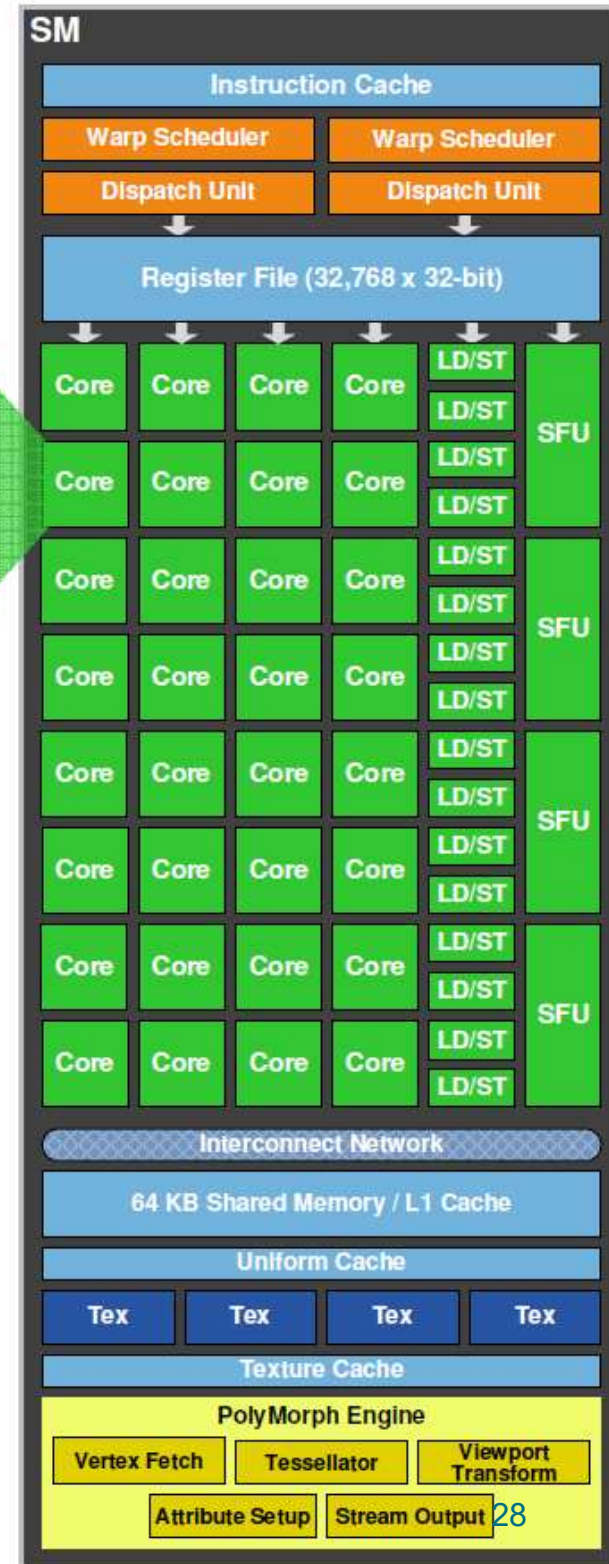 SM
Instruction Cache
Warp Scheduler Warp Scheduler
Dispatch Unit Dispatch Unit
Register File (32,768 x 32-bit)
LD/ST
Core Core Core Core
LD/ST
SFU
LD/ST
Core Core Core Core
LD/ST
LD/ST
Core Core Core Core
LD/ST
SFU
LD/ST
Core Core Core Core
LD/ST
LD/ST
Core Core Core Core
LD/ST
SFU
LD/ST
Core Core Core Core
LD/ST
LD/ST
Core Core Core Core
LD/ST
SFU
LD/ST
Core Core Core Core
LD/ST
Interconnect Network
64 KB Shared Memory / L1 Cache
Uniform Cache
Tex Tex Tex Tex
Texture Cache
PolyMorph Engine
Vertex Fetch Tessellator Viewport
Transform
Attribute Setup Stream Output 28